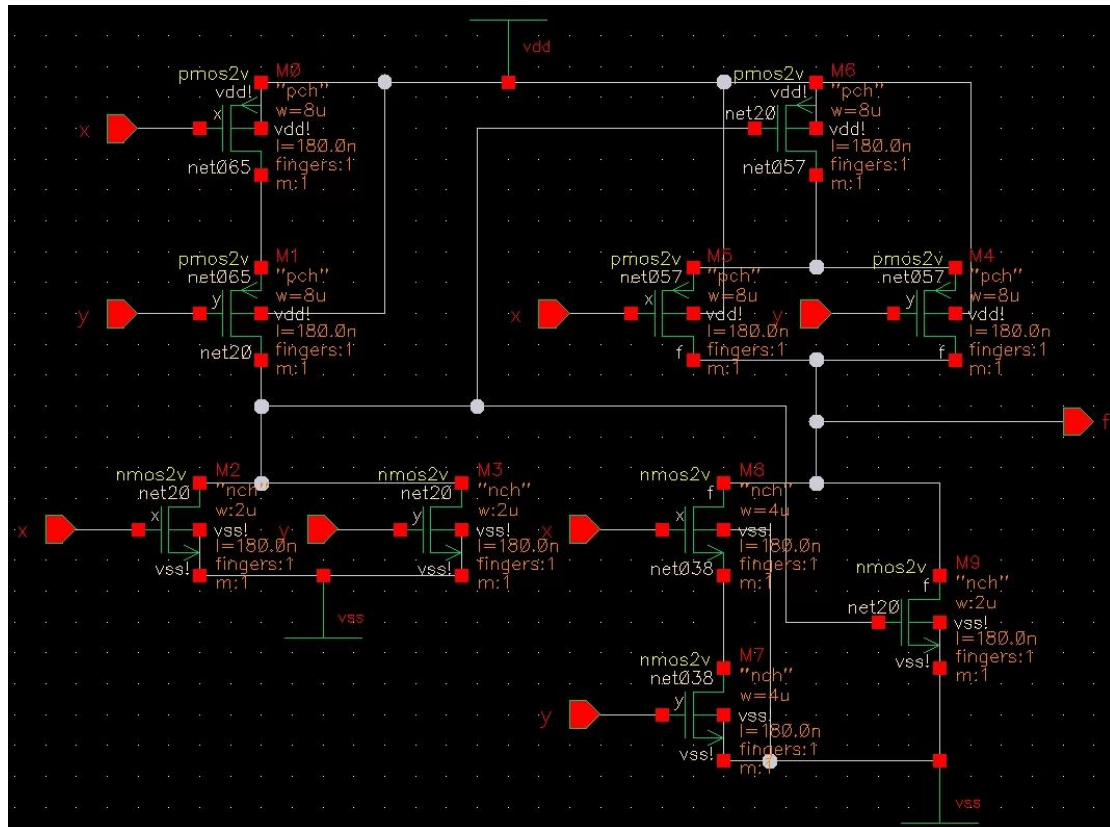 vdd
pmos2v
M0
vdd!
"pch"
w=8u
x
x
vdd!
l=180.0n
fingers:1
net065
m:1
pmos2v
M6
vdd!
"pch"
w=8u
net20
vdd!
l=180.0n
fingers:1
net057
m:1
pmos2v
M1
net065
"pch"
w=8u
y
y
vdd!
l=180.0n
fingers:1
net20
m:1
pmos2v
M5
net057
"pch"
w=8u
x
x
vdd!
l=180.0n
fingers:1
f
m:1
pmos2v
M4
net057
"pch"
w=8u
y
y
vdd!
l=180.0n
fingers:1
f
m:1
f
nmos2v
M2
net20
"nch"
w:2u
x
x
vss!
l=180.0n
fingers:1
vss!
m:1
nmos2v
M3
net20
"nch"
w:2u
y
y
vss!
l=180.0n
fingers:1
vss!
m:1
vss
nmos2v
M8
f
"nch"
w=4u
x
x
vss!
l=180.0n
fingers:1
net038
m:1
nmos2v
M9
f
"nch"
w:2u
net20
vss!
l=180.0n
fingers:1
vss!
m:1
nmos2v
M7
net038
"nch"
w=4u
y
y
vss!
l=180.0n
fingers:1
vss!
m:1
vss